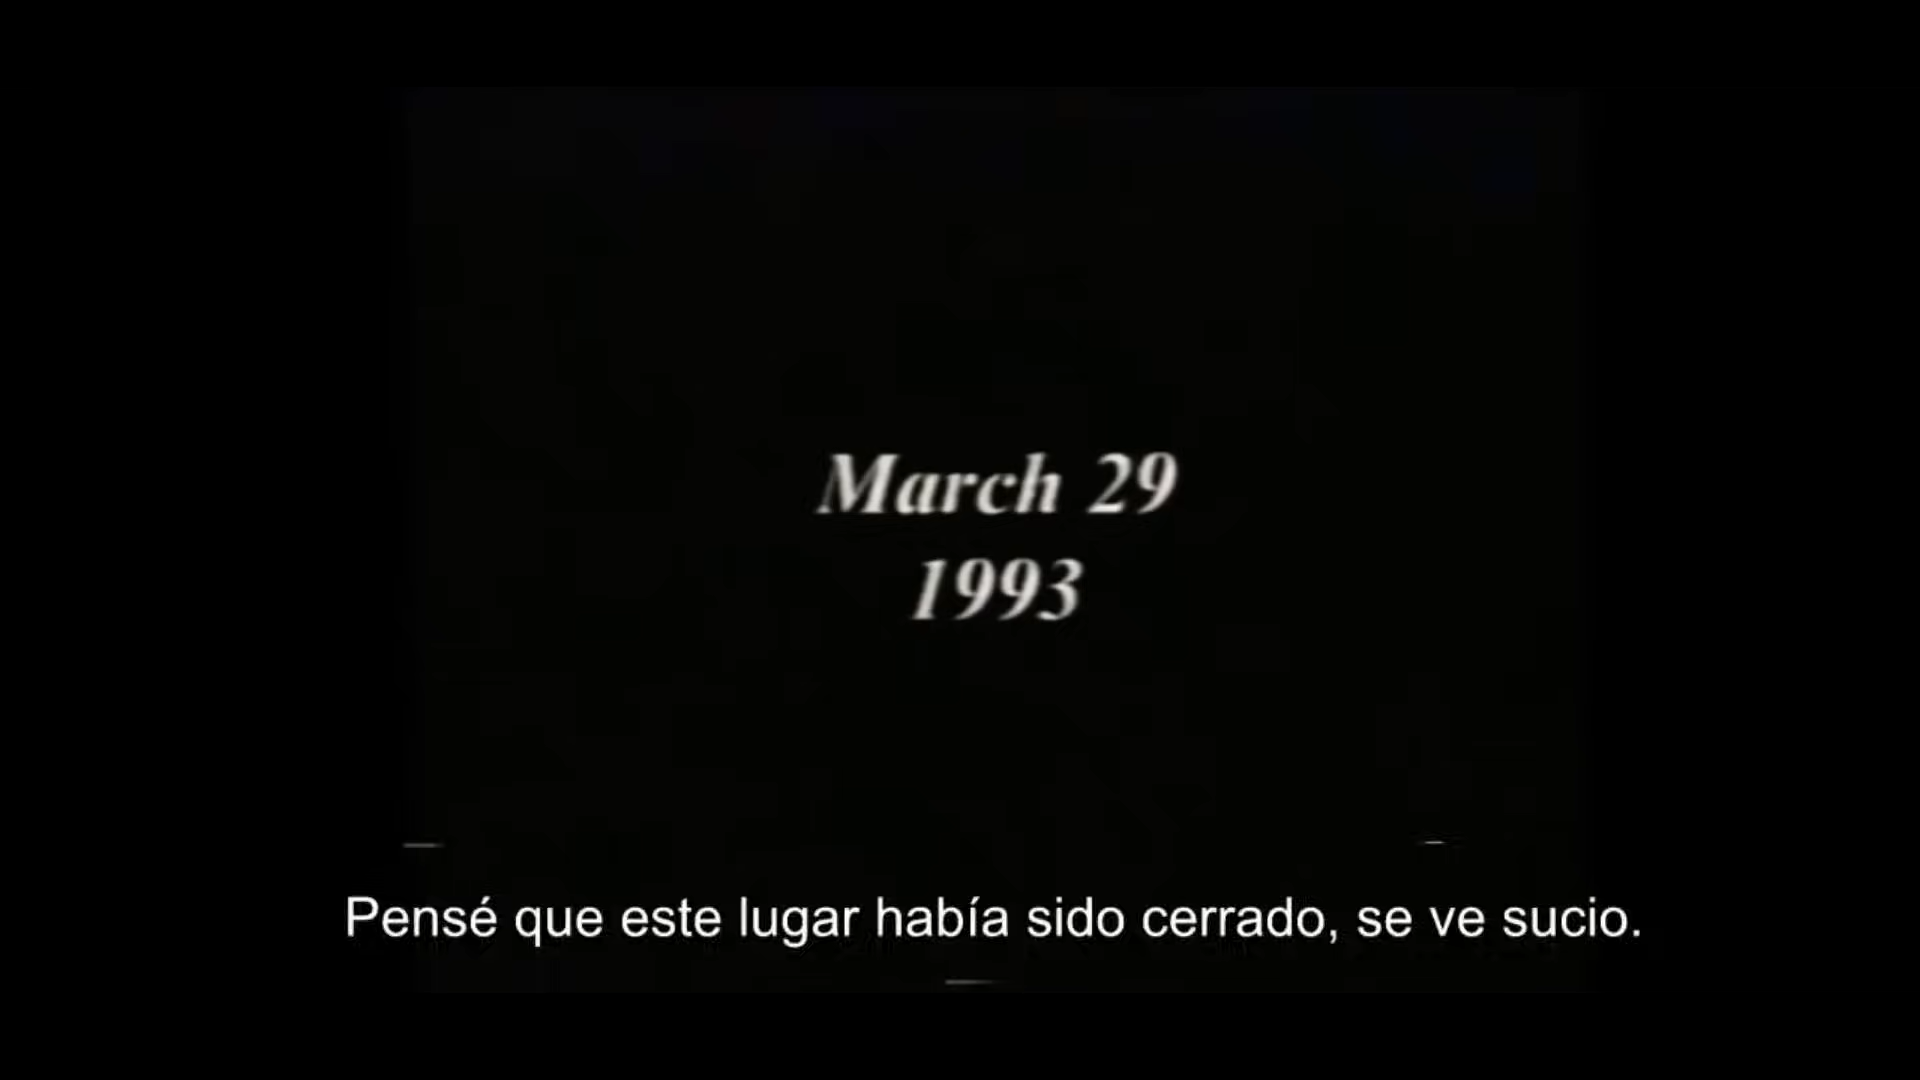 March 29
1993
Pensé que este lugar había sido cerrado, se ve sucio.